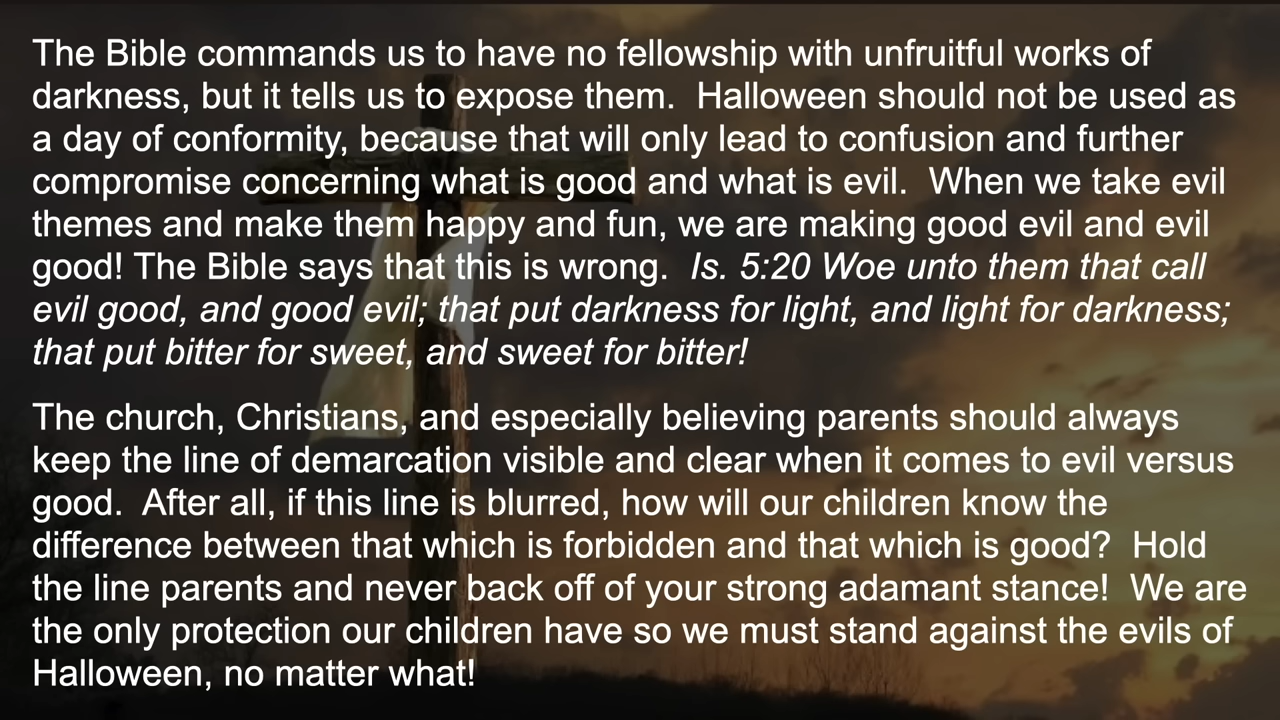 The Bible commands us to have no fellowship with unfruitful works of
darkness, but it tells us to expose them.  Halloween should not be used as
a day of conformity, because that will only lead to confusion and further
compromise concerning what is good and what is evil.  When we take evil
themes and make them happy and fun, we are making good evil and evil
good! The Bible says that this is wrong.  Is. 5:20 Woe unto them that call
evil good, and good evil; that put darkness for light, and light for darkness;
that put bitter for sweet, and sweet for bitter!
The church, Christians, and especially believing parents should always
keep the line of demarcation visible and clear when it comes to evil versus
good.  After all, if this line is blurred, how will our children know the
difference between that which is forbidden and that which is good?  Hold
the line parents and never back off of your strong adamant stance!  We are
the only protection our children have so we must stand against the evils of
Halloween, no matter what!